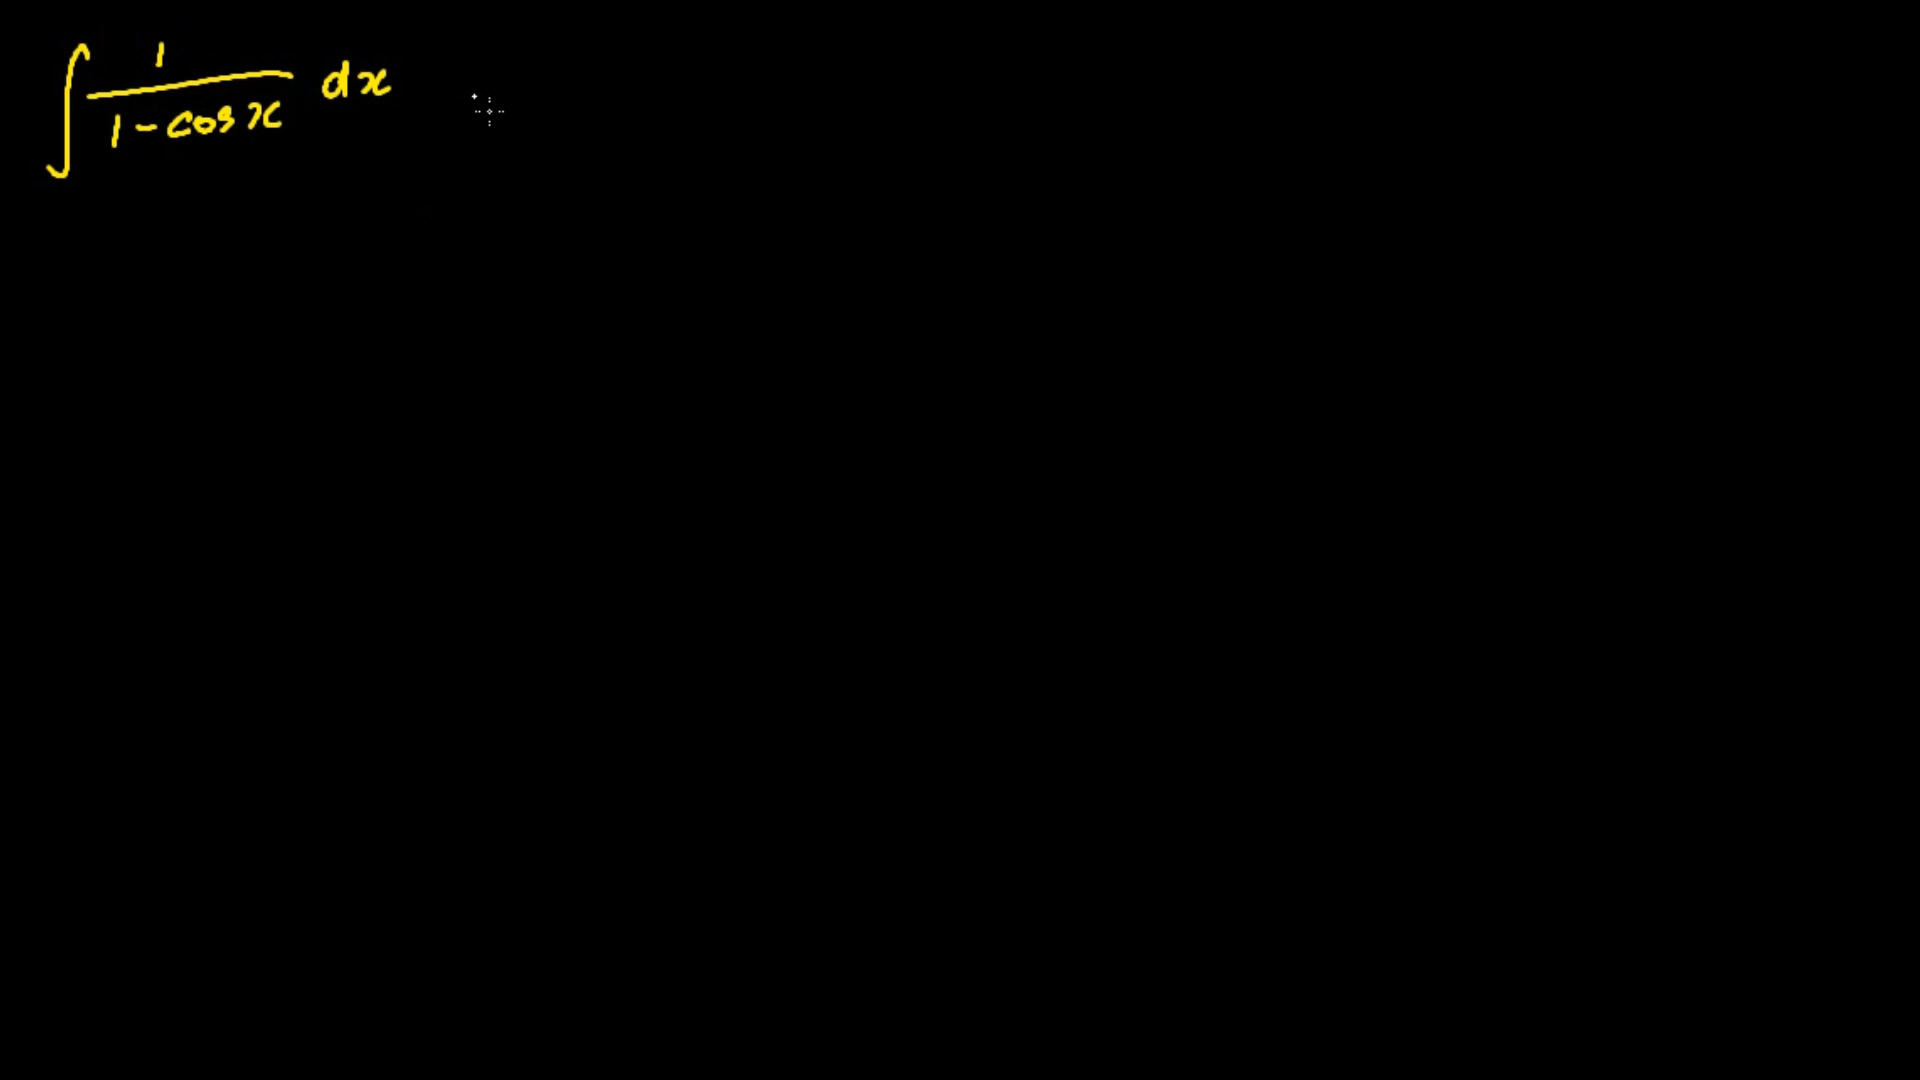 ∫ 1/(1-cos x) dx